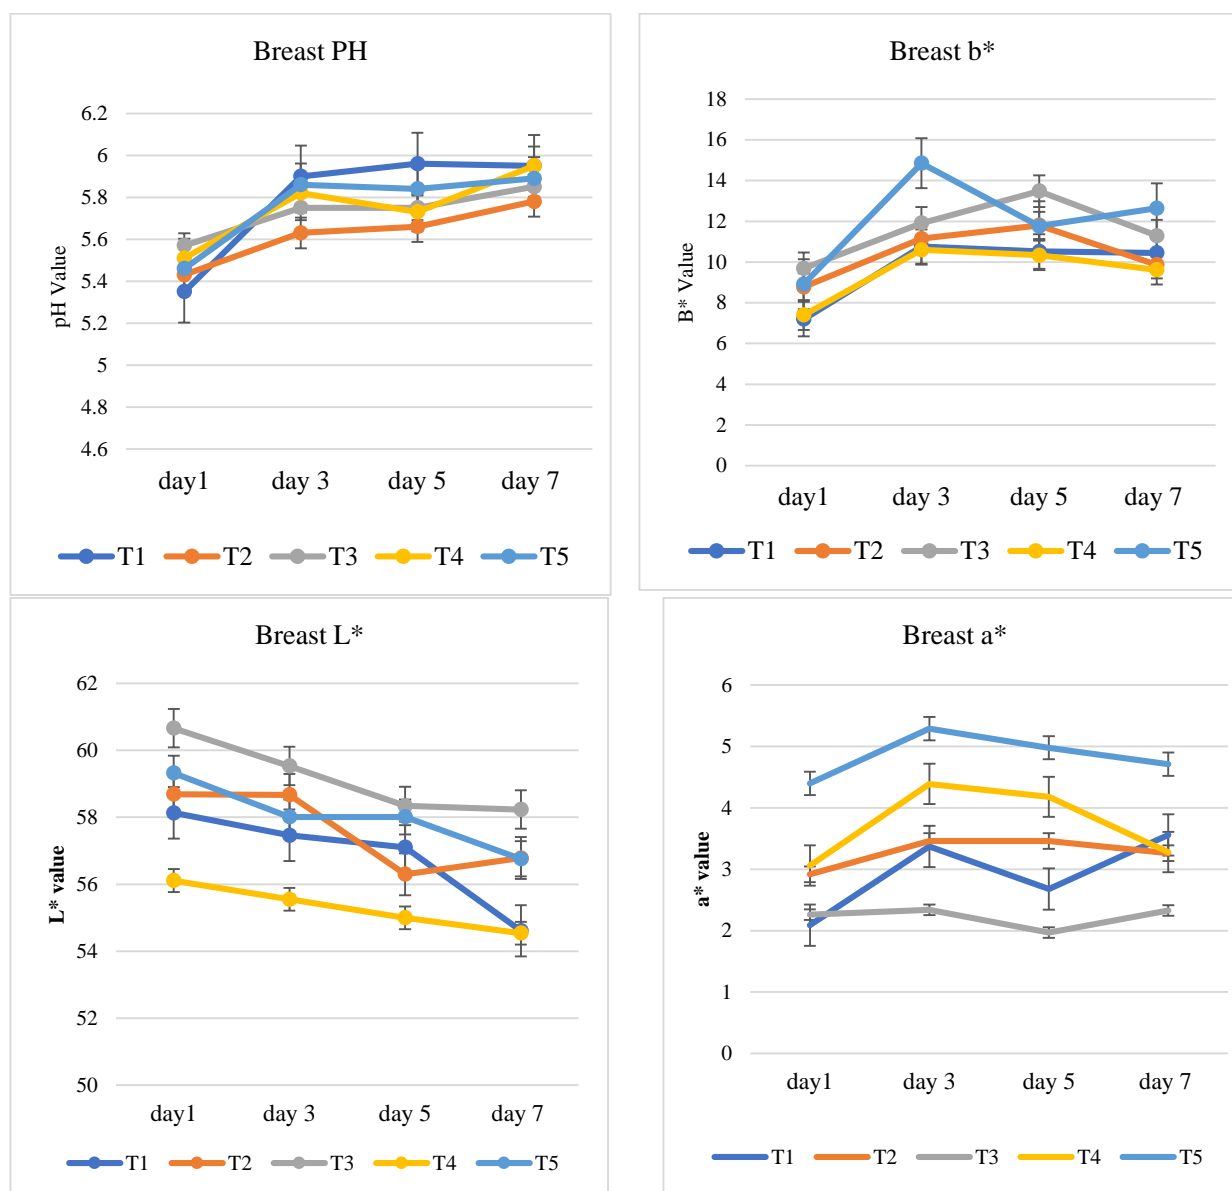 Breast PH
pH Value
6.2
6
5.8
5.6
5.4
5.2
5
4.8
4.6
day1 day 3 day 5 day 7
T1 T2 T3 T4 T5
Breast b*
B* Value
18
16
14
12
10
8
6
4
2
0
day1 day 3 day 5 day 7
T1 T2 T3 T4 T5
Breast L*
L* value
62
60
58
56
54
52
50
day1 day 3 day 5 day 7
T1 T2 T3 T4 T5
Breast a*
a* value
6
5
4
3
2
1
0
day1 day 3 day 5 day 7
T1 T2 T3 T4 T5